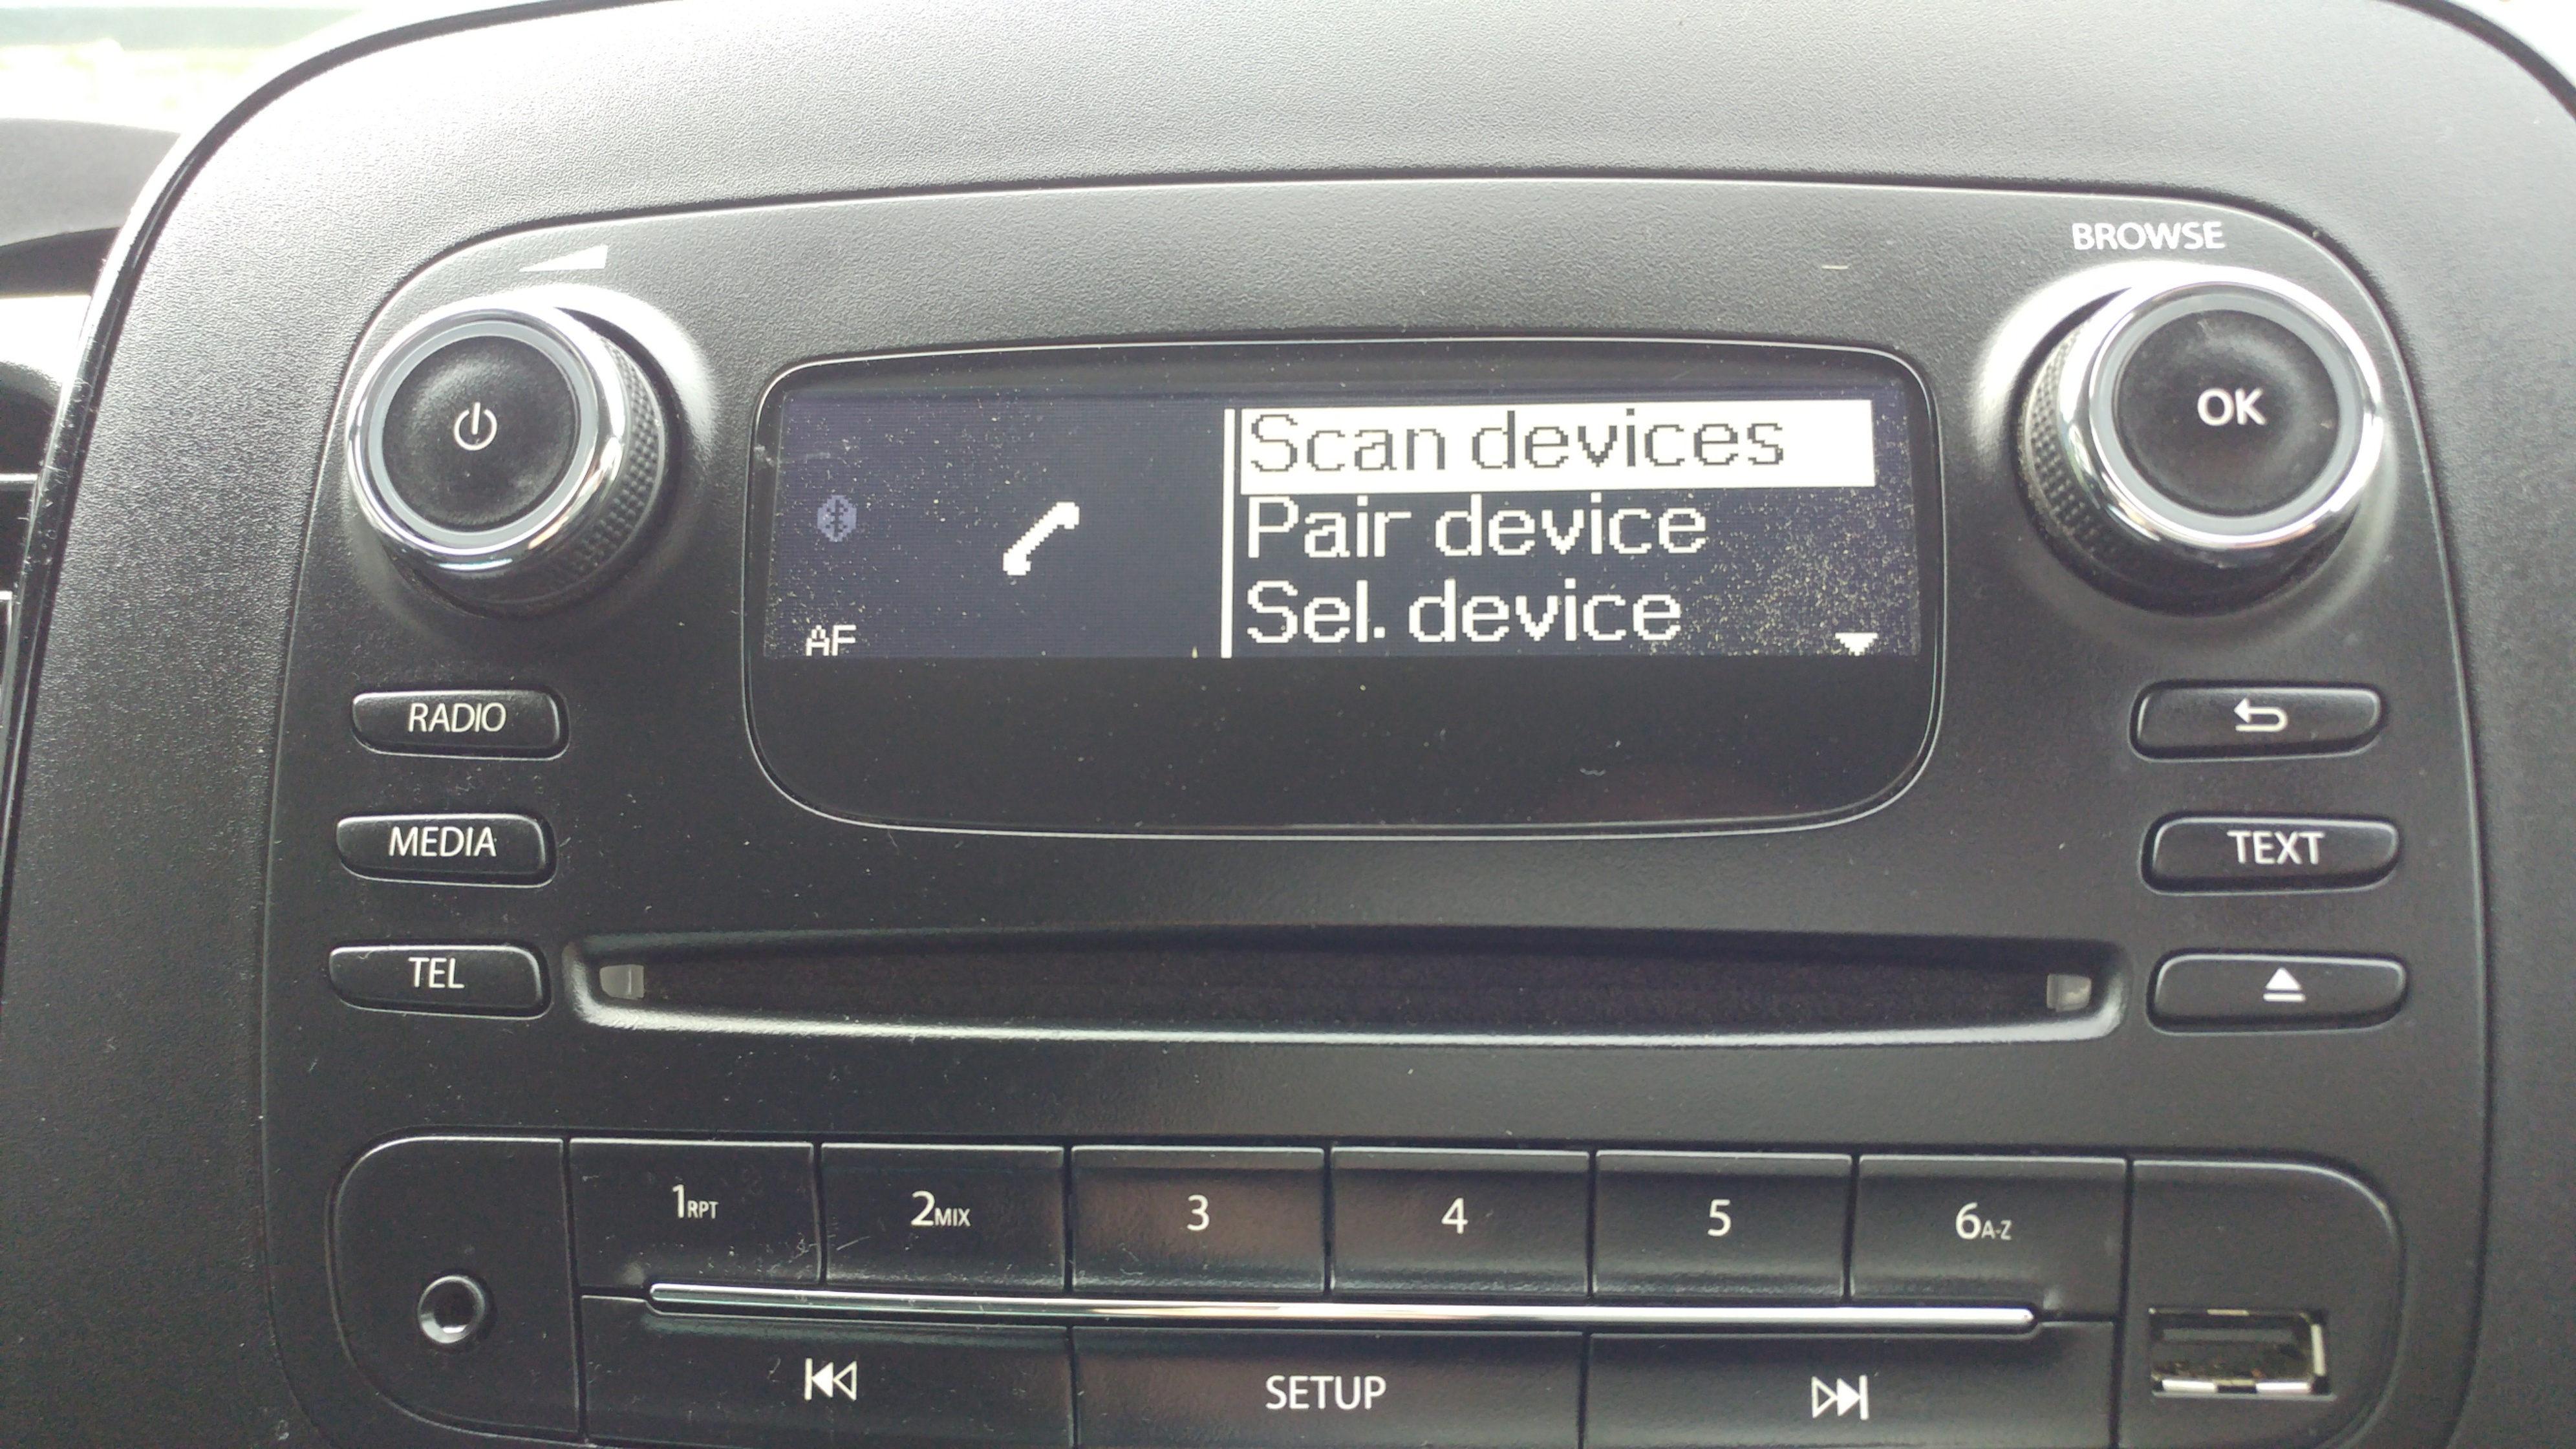 BROWSE
OK
Scan devices
Pair device
Sel. device
AF
RADIO
MEDIA
TEXT
TEL
1RPT
2MIX
3
4
5
6A-Z
SETUP